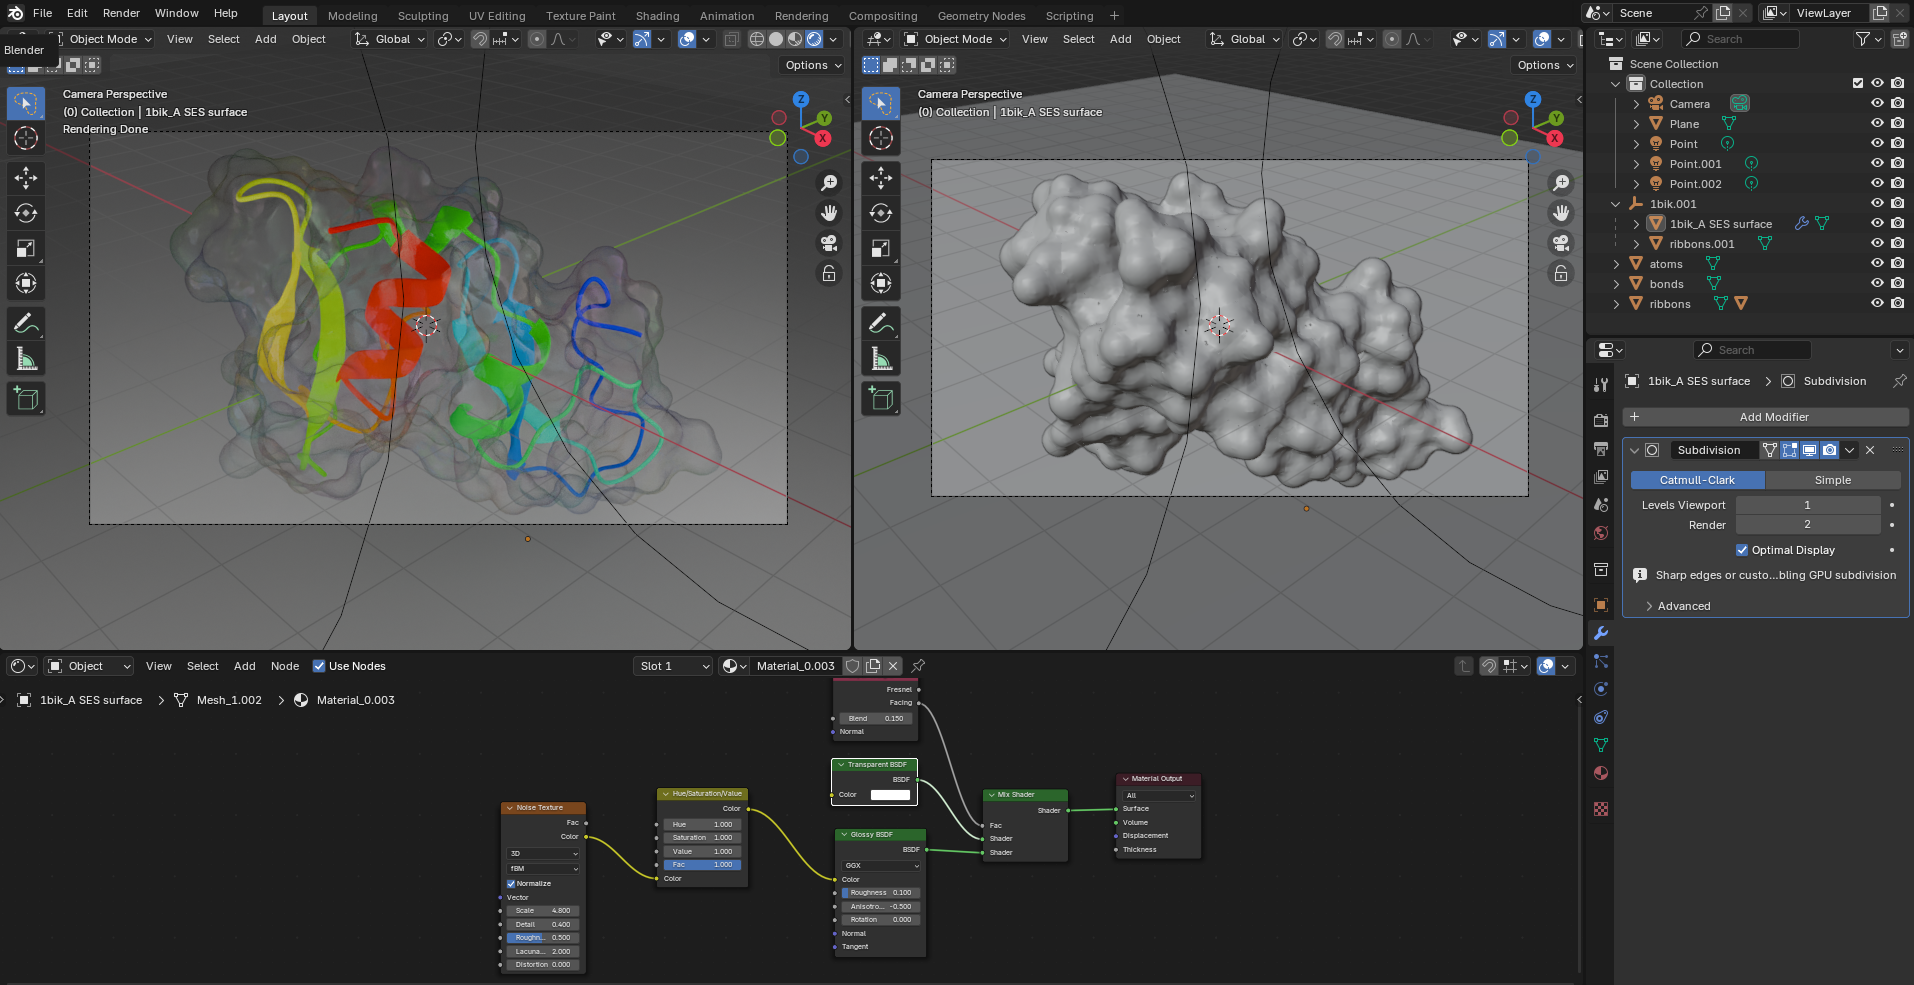 File Edit Render Window Help
Layout Modeling Sculpting UV Editing Texture Paint Shading Animation Rendering Compositing Geometry Nodes Scripting +
Scene
ViewLayer
Blender
Object Mode View Select Add Object Global
Options
Camera Perspective
(0) Collection | 1bik_A SES surface
Rendering Done
Z
Y
X
Object Mode View Select Add Object Global
Options
Camera Perspective
(0) Collection | 1bik_A SES surface
Z
Y
X
Search
Scene Collection
Collection
Camera
Plane
Point
Point.001
Point.002
1bik.001
1bik_A SES surface
ribbons.001
atoms
bonds
ribbons
Search
1bik_A SES surface > Subdivision
+ Add Modifier
Subdivision
Catmull-Clark Simple
Levels Viewport 1
Render 2
Optimal Display
Sharp edges or custo...bling GPU subdivision
Advanced
Object View Select Add Node Use Nodes
Slot 1
Material_0.003
1bik_A SES surface > Mesh_1.002 > Material_0.003
Fresnel
Facing
Blend 0.150
Normal
Transparent BSDF
BSDF
Color
Noise Texture
Fac
Color
3D
fBM
Normalize
Vector
Scale 4.800
Detail 0.400
Roughn... 0.500
Lacuna... 2.000
Distortion 0.000
Hue/Saturation/Value
Color
Hue 1.000
Saturation 1.000
Value 1.000
Fac 1.000
Color
Glossy BSDF
BSDF
GGX
Color
Roughness 0.100
Anisotro... -0.500
Rotation 0.000
Normal
Tangent
Mix Shader
Shader
Fac
Shader
Shader
Material Output
All
Surface
Volume
Displacement
Thickness